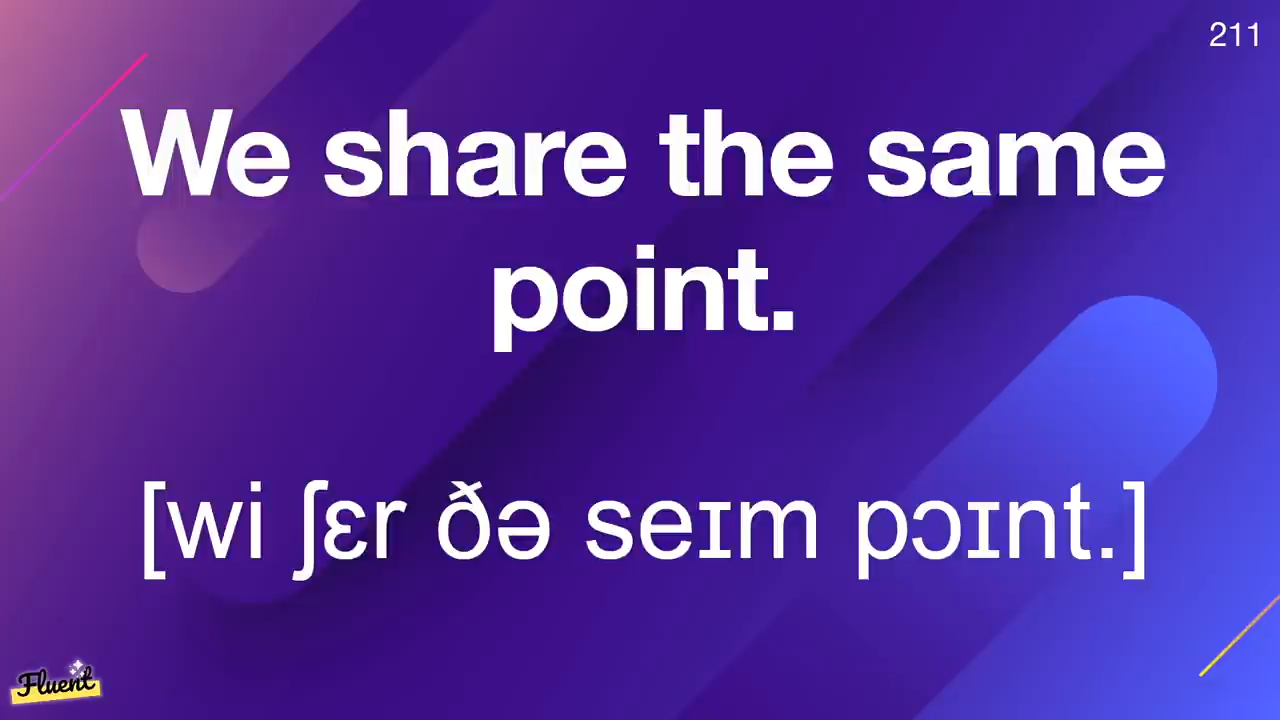 211
We share the same
point.
[wi ʃɛr ðə seɪm pɔɪnt.]
Fluent